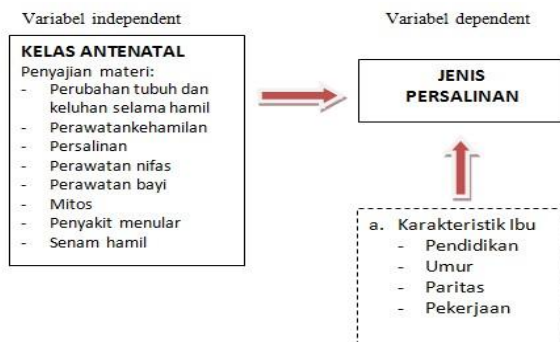 Variabel independent
Variabel dependent
KELAS ANTENATAL
Penyajian materi:
- Perubahan tubuh dan
keluhan selama hamil
- Perawatankehamilan
- Persalinan
- Perawatan nifas
- Perawatan bayi
- Mitos
- Penyakit menular
- Senam hamil
JENIS
PERSALINAN
a. Karakteristik Ibu
- Pendidikan
- Umur
- Paritas
- Pekerjaan